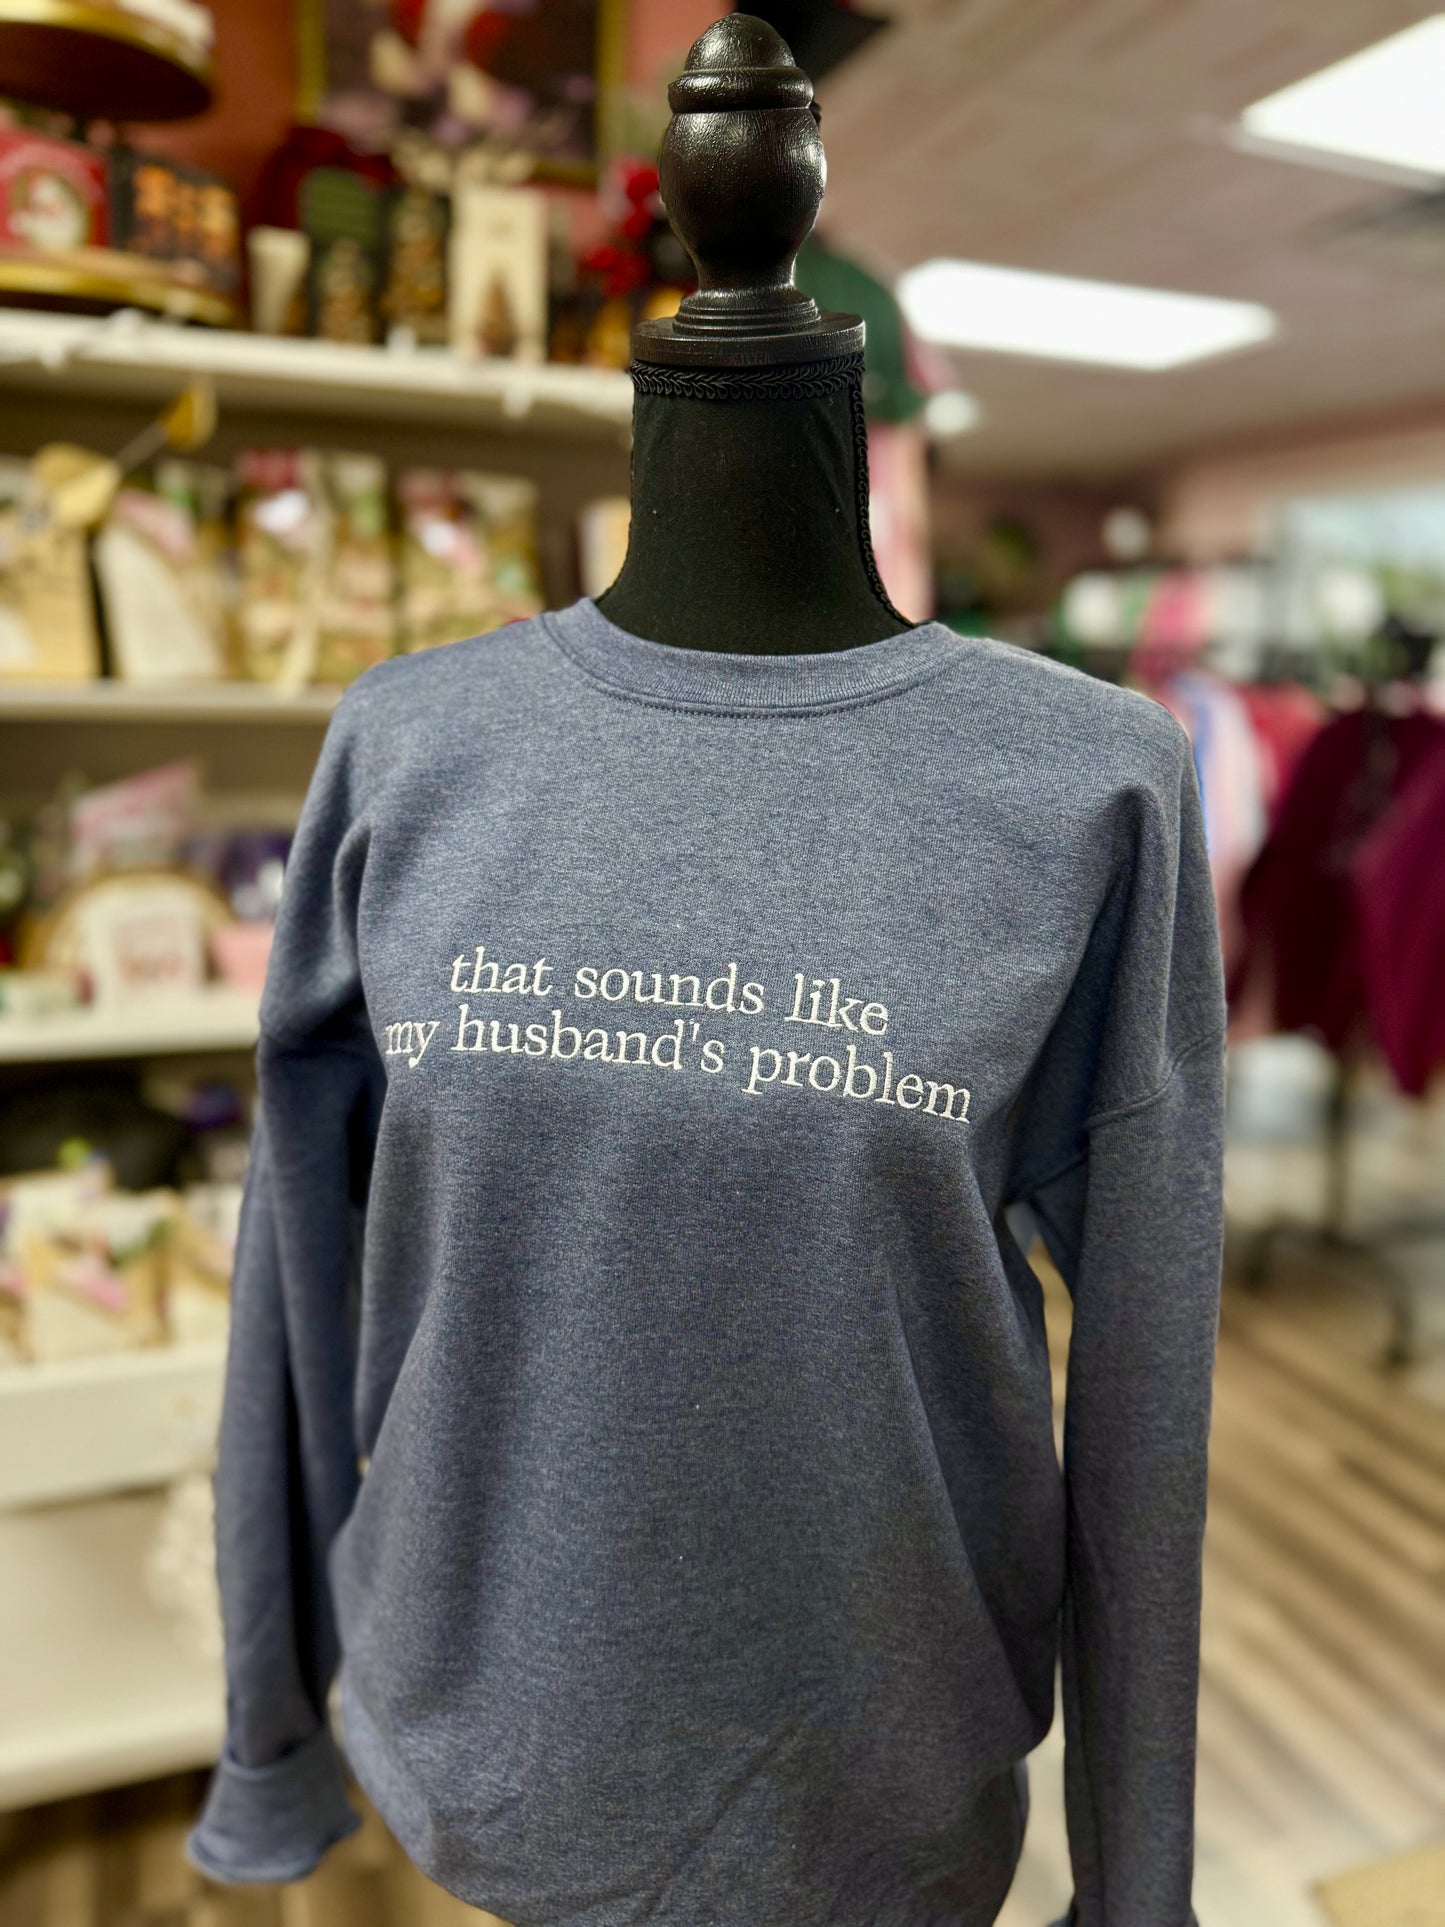 that sounds like
my husband's problem